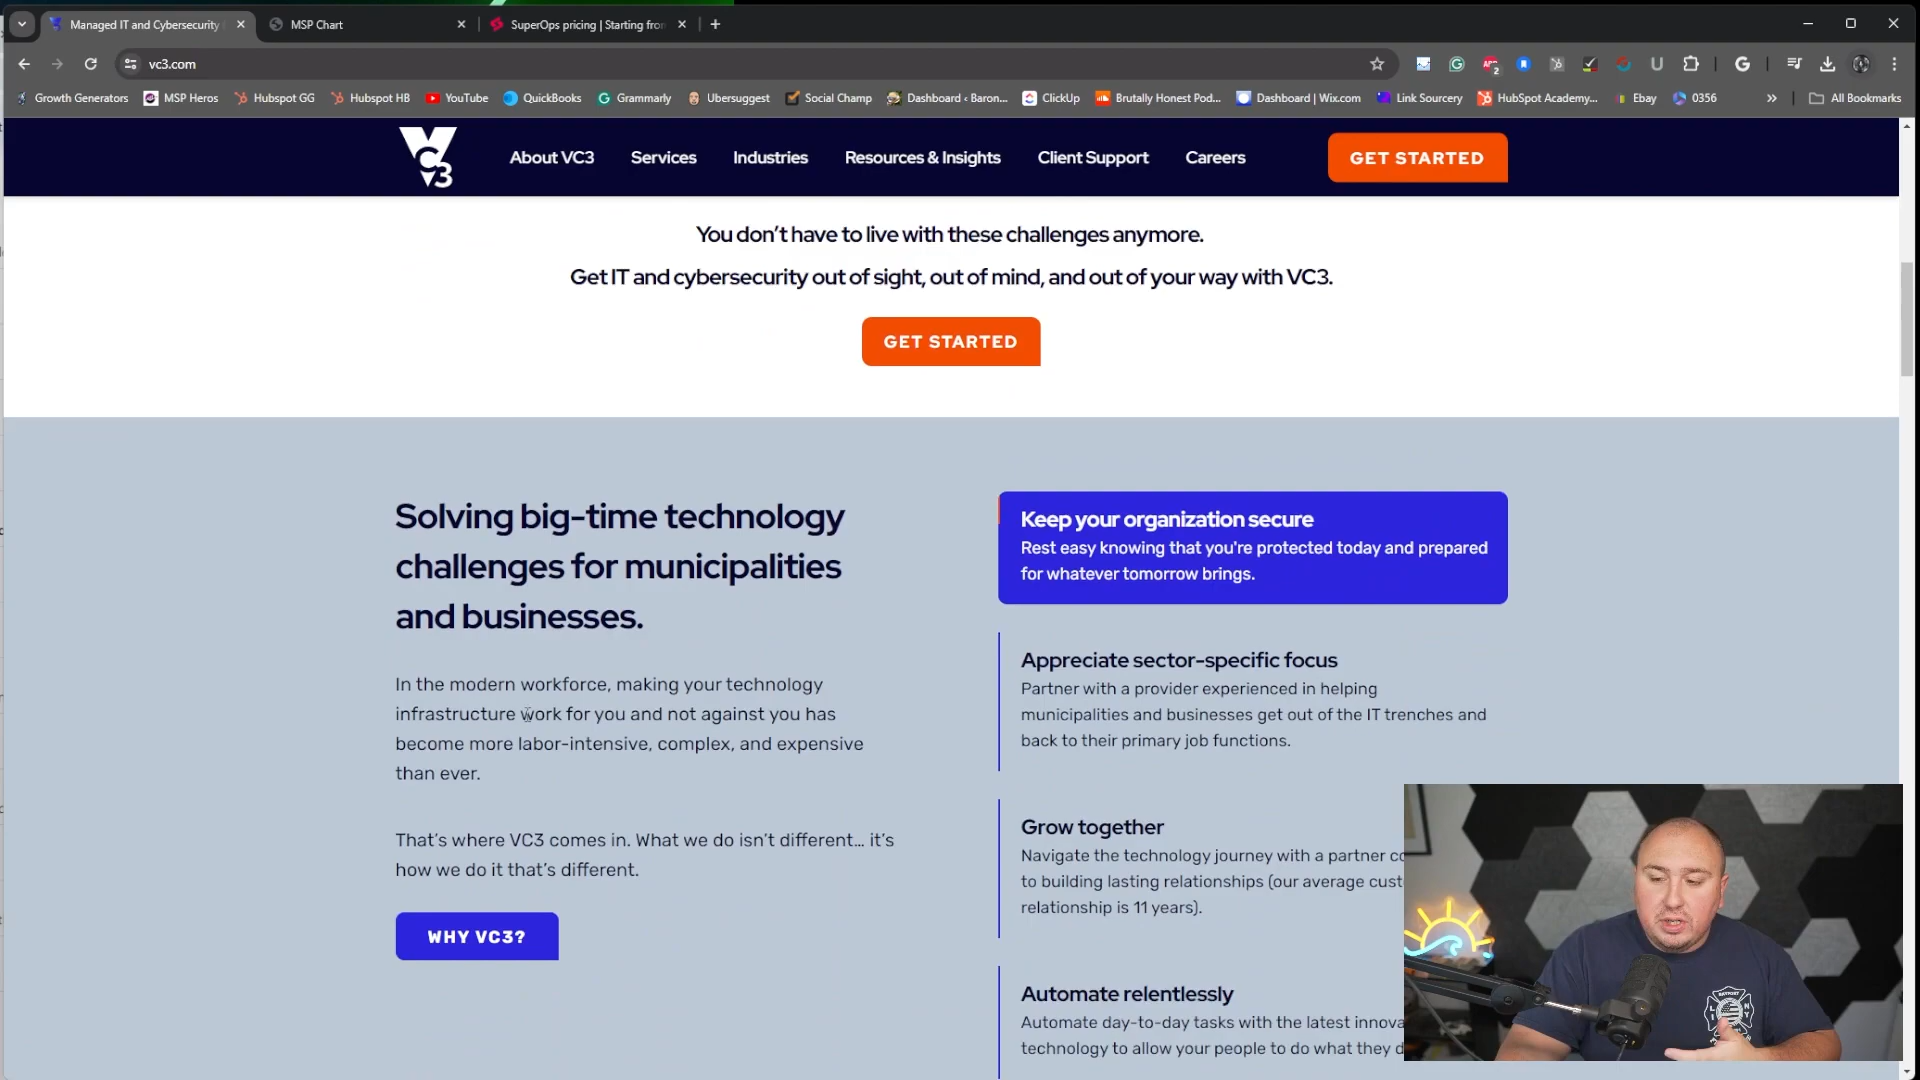 Managed IT and Cybersecurity
MSP Chart
SuperOps pricing | Starting fro
vc3.com
2
Growth Generators
MSP Heros
Hubspot GG
Hubspot HB
YouTube
QuickBooks
Grammarly
Ubersuggest
Social Champ
Dashboard ‹ Baron...
ClickUp
Brutally Honest Pod...
Dashboard | Wix.com
Link Sourcery
HubSpot Academy...
Ebay
0356
All Bookmarks
VC3
About VC3
Services
Industries
Resources & Insights
Client Support
Careers
GET STARTED
You don't have to live with these challenges anymore.
Get IT and cybersecurity out of sight, out of mind, and out of your way with VC3.
GET STARTED
Solving big-time technology
challenges for municipalities
and businesses.
In the modern workforce, making your technology
infrastructure work for you and not against you has
become more labor-intensive, complex, and expensive
than ever.
That's where VC3 comes in. What we do isn't different... it's
how we do it that's different.
WHY VC3?
Keep your organization secure
Rest easy knowing that you're protected today and prepared
for whatever tomorrow brings.
Appreciate sector-specific focus
Partner with a provider experienced in helping
municipalities and businesses get out of the IT trenches and
back to their primary job functions.
Grow together
Navigate the technology journey with a partner
to building lasting relationships (our average
relationship is 11 years).
Automate relentlessly
Automate day-to-day tasks with the latest
technology to allow your people to do what they